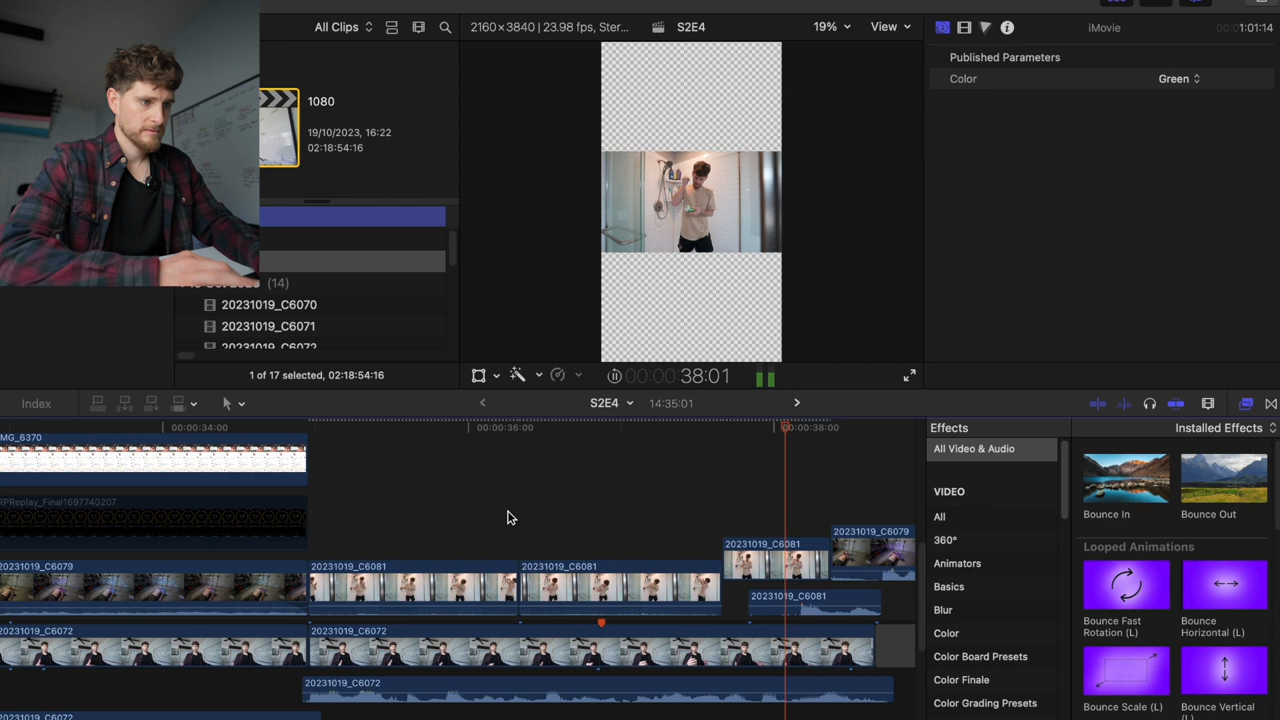 All Clips
2160×3840 | 23.98 fps, Ster...
S2E4
19%
View
iMovie
1:01:14
Published Parameters
Color
Green
1080
19/10/2023, 16:22
02:18:54:16
(14)
20231019_C6070
20231019_C6071
20231019_C6072
1 of 17 selected, 02:18:54:16
00:00:38:01
Index
S2E4
14:35:01
00:00:34:00
00:00:36:00
00:00:38:00
Effects
Installed Effects
MG_6370
RPReplay_Final1697740207
20231019_C6079
20231019_C6081
20231019_C6081
20231019_C6081
20231019_C6079
20231019_C6081
20231019_C6072
20231019_C6072
20231019_C6072
20231019_C6072
All Video & Audio
VIDEO
All
360°
Animators
Basics
Blur
Color
Color Board Presets
Color Finale
Color Grading Presets
Bounce In
Bounce Out
Looped Animations
Bounce Fast
Rotation (L)
Bounce
Horizontal (L)
Bounce Scale (L)
Bounce Vertical
(L)